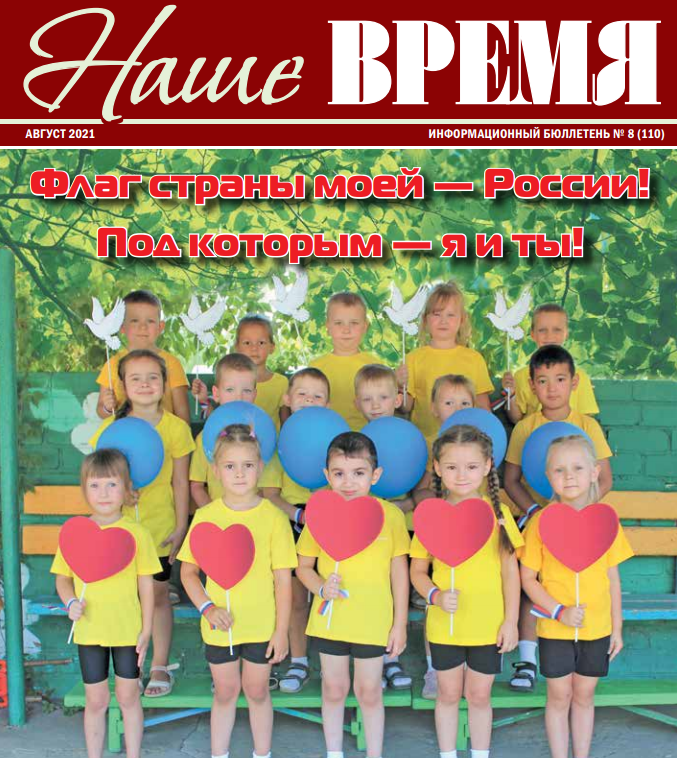 Наше ВРЕМЯ
АВГУСТ 2021
ИНФОРМАЦИОННЫЙ БЮЛЛЕТЕНЬ № 8 (110)
Флаг страны моей — России!
Под которым — я и ты!